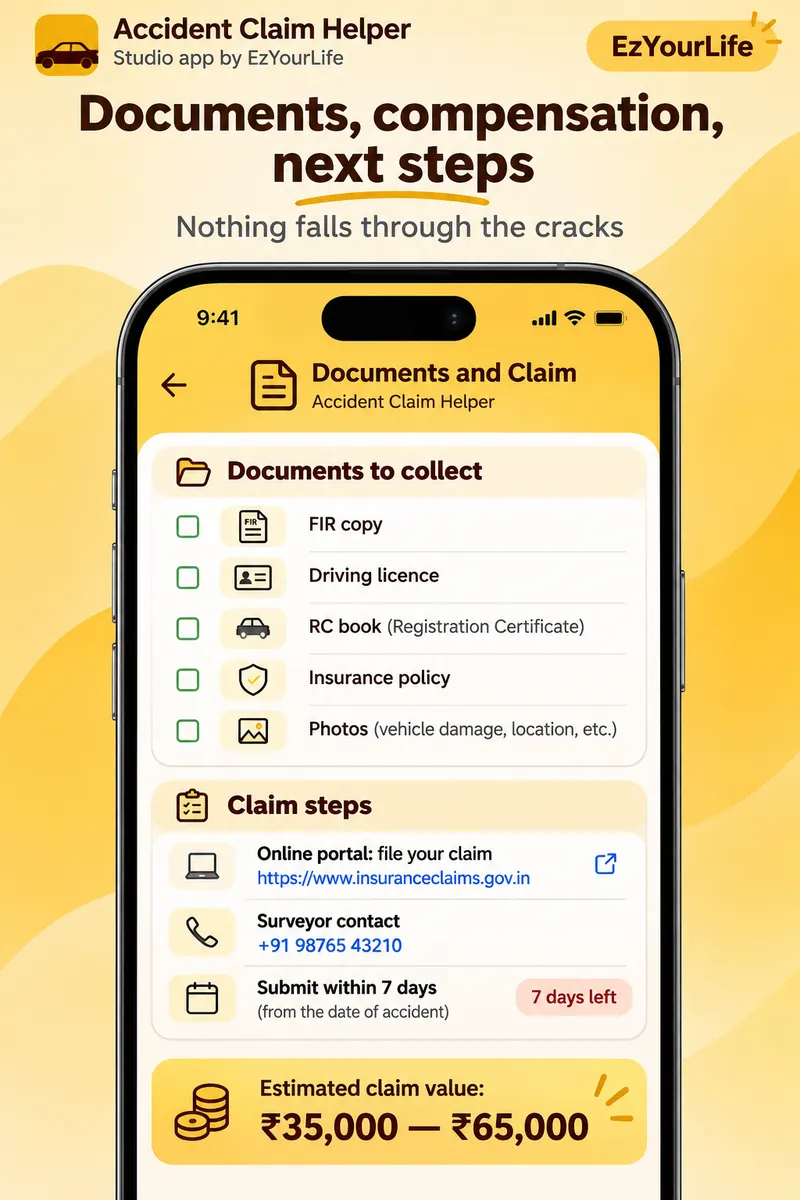 Accident Claim Helper
Studio app by EzYourLife
EzYourLife
Documents, compensation,
next steps
Nothing falls through the cracks
9:41
Documents and Claim
Accident Claim Helper
Documents to collect
FIR
FIR copy
Driving licence
RC book (Registration Certificate)
Insurance policy
Photos (vehicle damage, location, etc.)
Claim steps
Online portal: file your claim
https://www.insuranceclaims.gov.in
Surveyor contact
+91 98765 43210
Submit within 7 days
(from the date of accident)
7 days left
Estimated claim value:
₹35,000 — ₹65,000